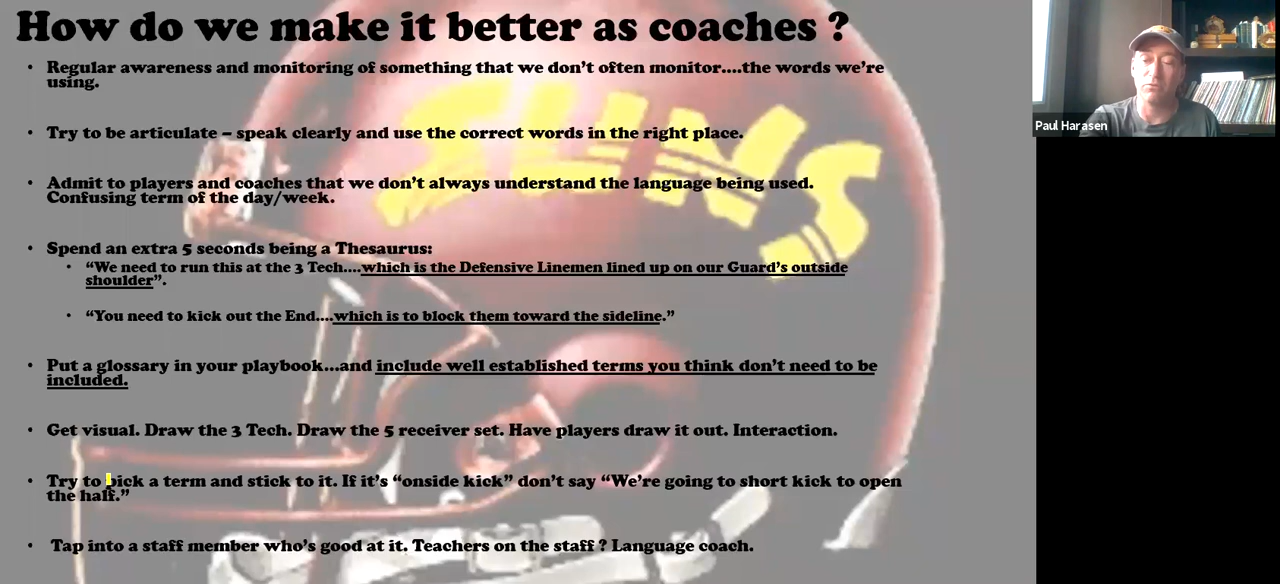 How do we make it better as coaches ?
• Regular awareness and monitoring of something that we don't often monitor....the words we're
using.
• Try to be articulate – speak clearly and use the correct words in the right place.
• Admit to players and coaches that we don't always understand the language being used.
Confusing term of the day/week.
• Spend an extra 5 seconds being a Thesaurus:
• “We need to run this at the 3 Tech....which is the Defensive Linemen lined up on our Guard's outside
shoulder”.
• “You need to kick out the End....which is to block them toward the sideline.”
• Put a glossary in your playbook...and include well established terms you think don't need to be
included.
• Get visual. Draw the 3 Tech. Draw the 5 receiver set. Have players draw it out. Interaction.
• Try to pick a term and stick to it. If it's “onside kick” don't say “We're going to short kick to open
the half.”
• Tap into a staff member who's good at it. Teachers on the staff ? Language coach.
SUNS
Paul Harasen